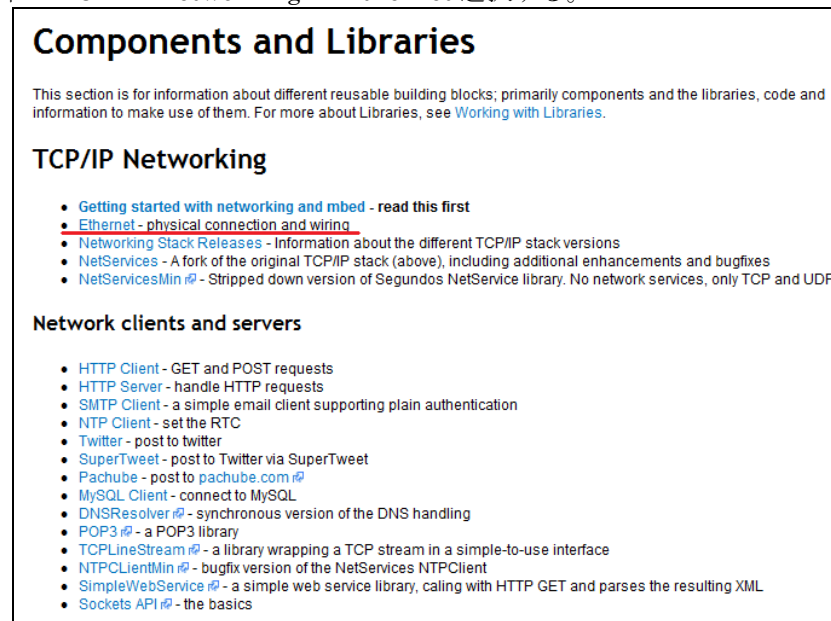 Components and Libraries
This section is for information about different reusable building blocks; primarily components and the libraries, code and
information to make use of them. For more about Libraries, see Working with Libraries.
TCP/IP Networking
• Getting started with networking and mbed - read this first
• Ethernet - physical connection and wiring
• Networking Stack Releases - Information about the different TCP/IP stack versions
• NetServices - A fork of the original TCP/IP stack (above), including additional enhancements and bugfixes
• NetServicesMin - Stripped down version of Segundos NetService library. No network services, only TCP and UDP
Network clients and servers
• HTTP Client - GET and POST requests
• HTTP Server - handle HTTP requests
• SMTP Client - a simple email client supporting plain authentication
• NTP Client - set the RTC
• Twitter - post to twitter
• SuperTweet - post to Twitter via SuperTweet
• Pachube - post to pachube.com
• MySQL Client - connect to MySQL
• DNSResolver - synchronous version of the DNS handling
• POP3 - a POP3 library
• TCPLineStream - a library wrapping a TCP stream in a simple-to-use interface
• NTPCLientMin - bugfix version of the NetServices NTPClient
• SimpleWebService - a simple web service library, caling with HTTP GET and parses the resulting XML
• Sockets API - the basics